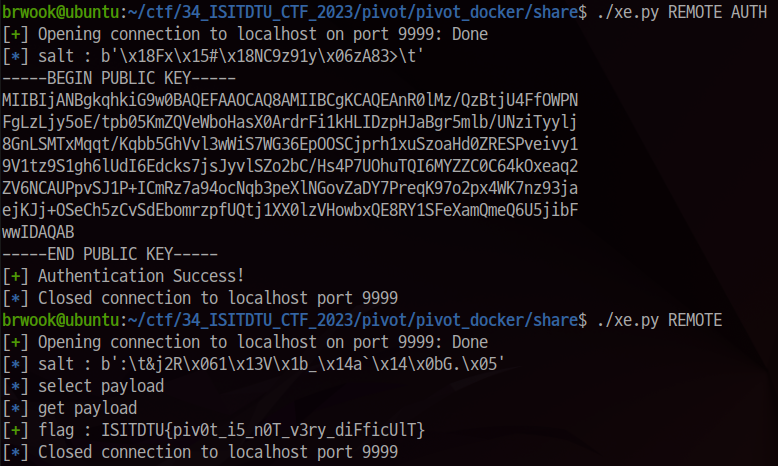 brwook@ubuntu:~/ctf/34_ISITDTU_CTF_2023/pivot/pivot_docker/share$ ./xe.py REMOTE AUTH
[+] Opening connection to localhost on port 9999: Done
[*] salt : b'\x18Fx\x15#\x18NC9z91y\x06zA83>\t'
-----BEGIN PUBLIC KEY-----
MIIBIjANBgkqhkiG9w0BAQEFAAOCAQ8AMIIBCgKCAQEAnR0lMz/QzBtjU4FfOWPN
FgLzLjy5oE/tpb05KmZQVeWboHasX0ArdrFi1kHLIDzpHJaBgr5mlb/UNziTyylj
8GnLSMTxMqqt/Kqbb5GhVvl3wWiS7WG36EpOOSCjprh1xuSzoaHd0ZRESPveivy1
9V1tz9S1gh6lUdI6Edcks7jsJyvlSZo2bC/Hs4P7UOhuTQI6MYZZC0C64kOxeaq2
ZV6NCAUPpvSJ1P+ICmRz7a94ocNqb3peXlNGovZaDY7PreqK97o2px4WK7nz93ja
ejKJj+OSeCh5zCvSdEbomrzpfUQtj1XX0lzVHowbxQE8RY1SFeXamQmeQ6U5jibF
wwIDAQAB
-----END PUBLIC KEY-----
[+] Authentication Success!
[*] Closed connection to localhost port 9999
brwook@ubuntu:~/ctf/34_ISITDTU_CTF_2023/pivot/pivot_docker/share$ ./xe.py REMOTE
[+] Opening connection to localhost on port 9999: Done
[*] salt : b':\t&j2R\x061\x13V\x1b_\x14a`\x14\x0bG.\x05'
[*] select payload
[*] get payload
[+] flag : ISITDTU{piv0t_i5_n0T_v3ry_diFficUlT}
[*] Closed connection to localhost port 9999